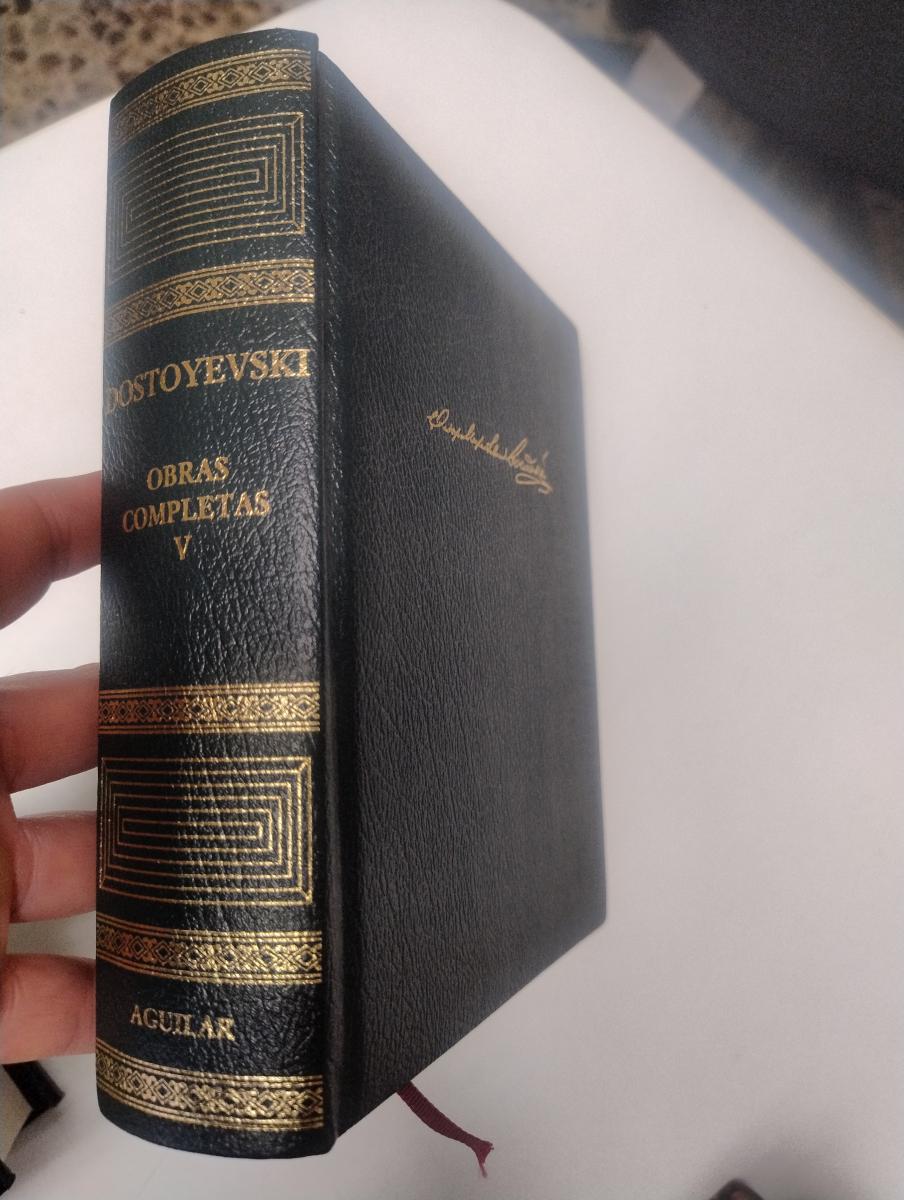 DOSTOYEVSKI
OBRAS
COMPLETAS
V
AGUILAR